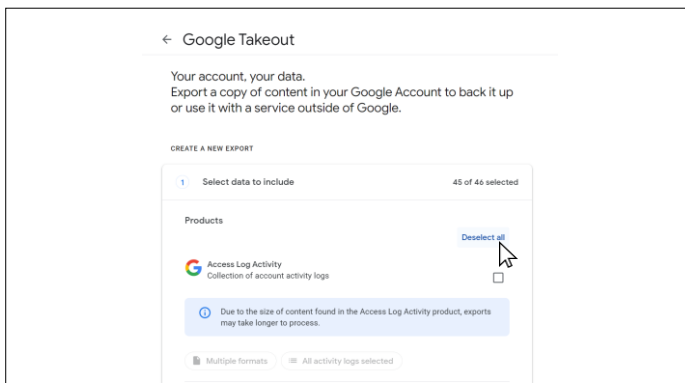 Google Takeout
Your account, your data.
Export a copy of content in your Google Account to back it up
or use it with a service outside of Google.
CREATE A NEW EXPORT
1 Select data to include 45 of 46 selected
Products
Deselect all
Access Log Activity
Collection of account activity logs
Due to the size of content found in the Access Log Activity product, exports
may take longer to process.
Multiple formats All activity logs selected